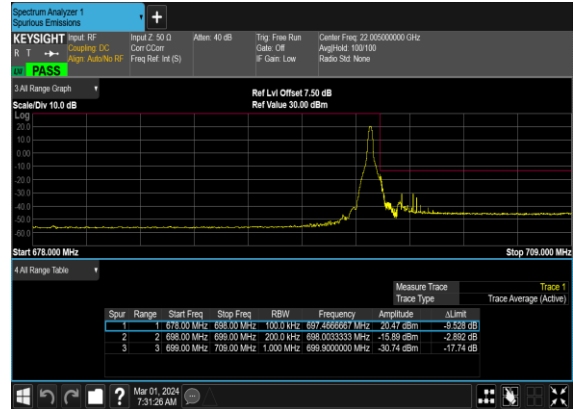 Spectrum Analyzer 1
Spurious Emissions
KEYSIGHT Input: RF Input Z: 50 Ω Atten: 40 dB Trig: Free Run Center Freq: 22.005000000 GHz
R T Coupling: DC Corr CCorr Gate: Off Avg|Hold: 100/100
Align: Auto/No RF Freq Ref: Int (S) IF Gain: Low Radio Std: None
LW PASS
3 All Range Graph
Ref Lvl Offset 7.50 dB
Scale/Div 10.0 dB Ref Value 30.00 dBm
Log
20.0
10.0
0.00
-10.0
-20.0
-30.0
-40.0
-50.0
-60.0
Start 678.000 MHz Stop 709.000 MHz
4 All Range Table
Measure Trace Trace 1
Trace Type Trace Average (Active)
Spur Range Start Freq Stop Freq RBW Frequency Amplitude ΔLimit
1 1 678.00 MHz 698.00 MHz 100.0 kHz 697.4666667 MHz 20.47 dBm -9.528 dB
2 2 698.00 MHz 699.00 MHz 200.0 kHz 698.0033333 MHz -15.89 dBm -2.892 dB
3 3 699.00 MHz 709.00 MHz 1.000 MHz 699.9000000 MHz -30.74 dBm -17.74 dB
? Mar 01, 2024
7:31:26 AM